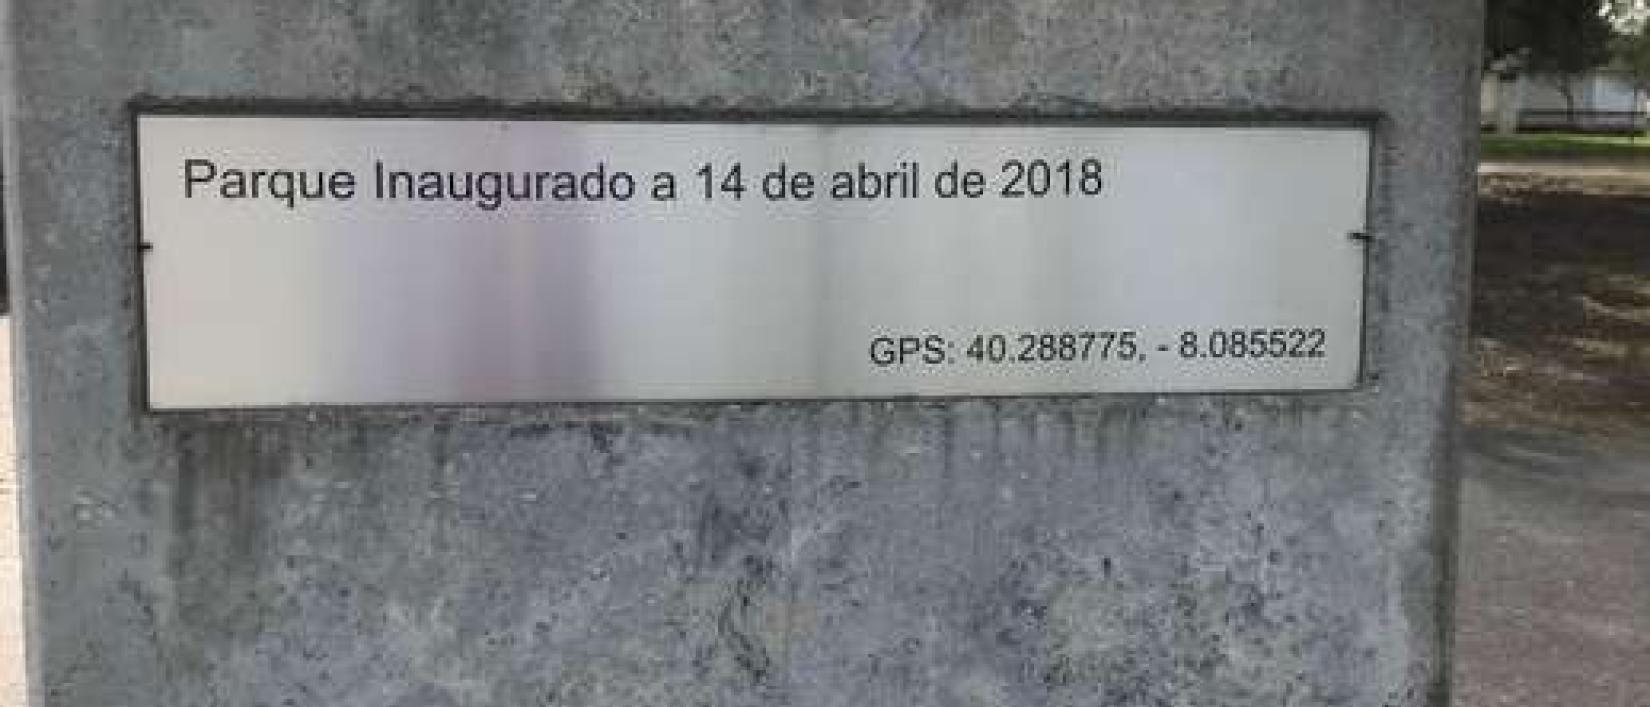 Parque Inaugurado a 14 de abril de 2018
GPS: 40.288775, - 8.085522